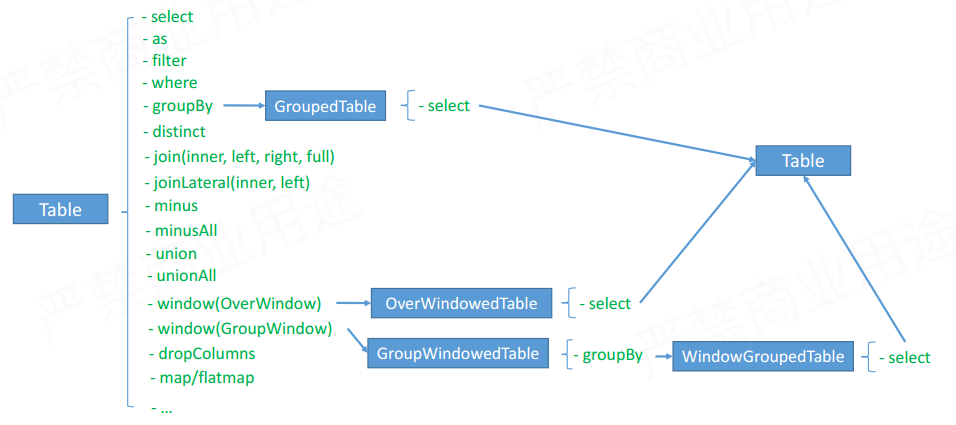 - select
- as
- filter
- where
- groupBy
GroupedTable
- select
- distinct
- join(inner, left, right, full)
Table
- joinLateral(inner, left)
Table
- minus
- minusAll
- union
- unionAll
- window(OverWindow)
OverWindowedTable
- select
- window(GroupWindow)
GroupWindowedTable
- groupBy
WindowGroupedTable
- select
- dropColumns
- map/flatmap
- ...
严禁商业用途
严禁商业用途
严禁商业用途
严禁商业用途